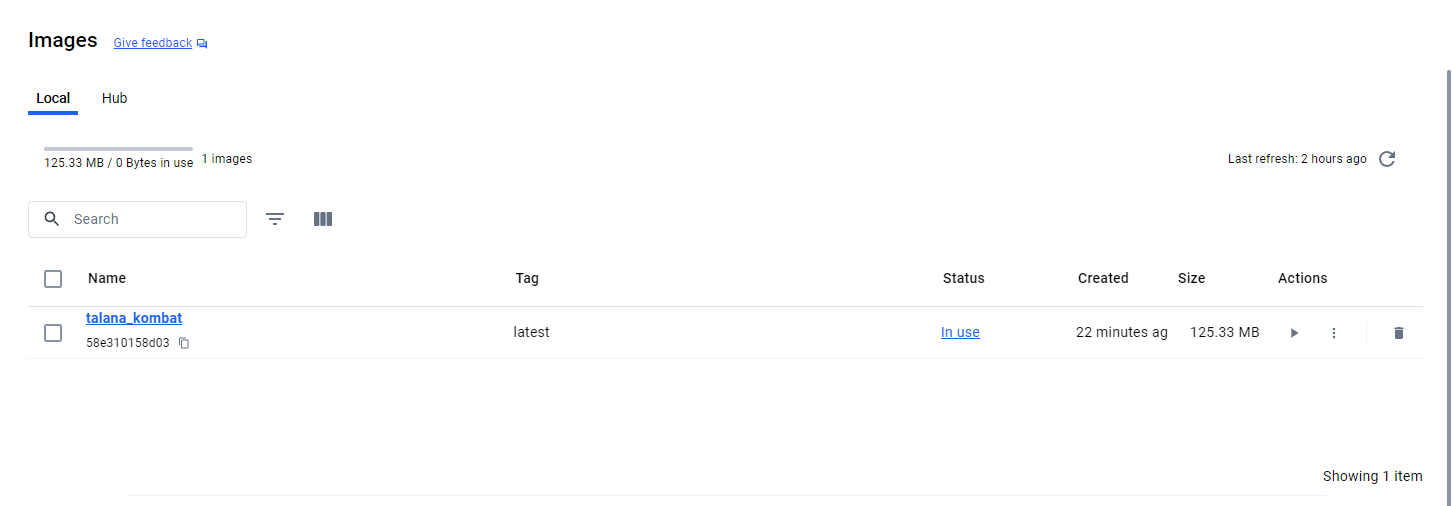 Images Give feedback
Local Hub
125.33 MB / 0 Bytes in use 1 images Last refresh: 2 hours ago
Search
Name Tag Status Created Size Actions
talana_kombat
58e310158d03
latest In use 22 minutes ag 125.33 MB
Showing 1 item